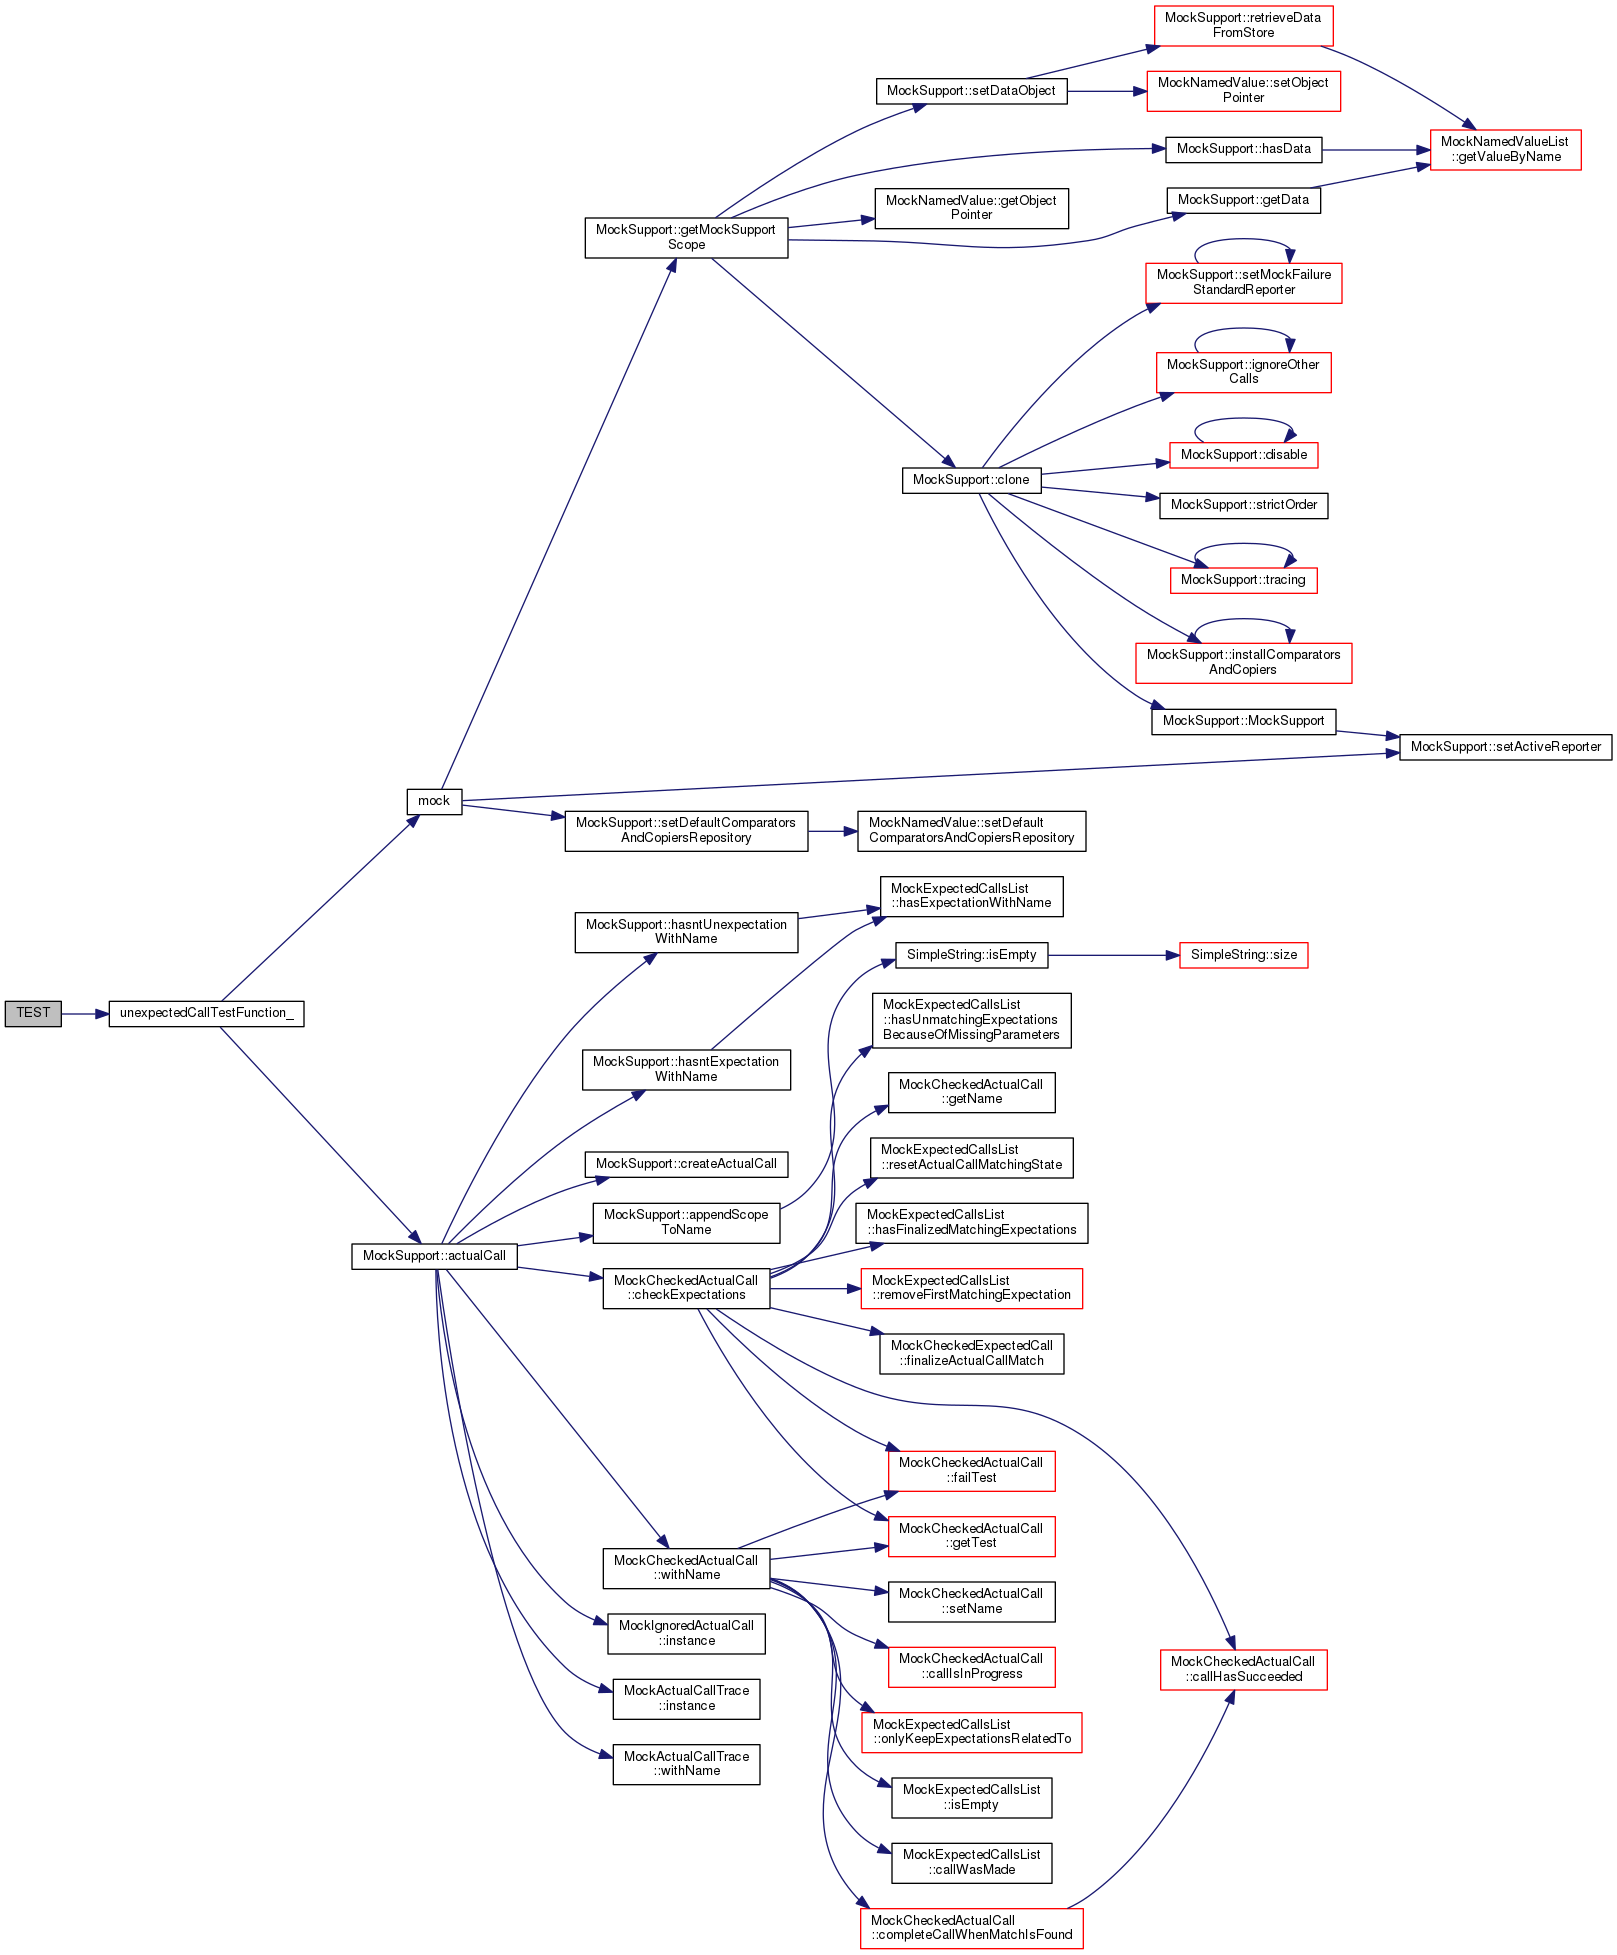 MockSupport::retrieveData
FromStore
MockSupport::setDataObject
MockNamedValue::setObject
Pointer
MockSupport::hasData
MockNamedValueList
::getValueByName
MockNamedValue::getObject
Pointer
MockSupport::getData
MockSupport::getMockSupport
Scope
MockSupport::setMockFailure
StandardReporter
MockSupport::ignoreOther
Calls
MockSupport::disable
MockSupport::clone
MockSupport::strictOrder
MockSupport::tracing
MockSupport::installComparators
AndCopiers
MockSupport::MockSupport
MockSupport::setActiveReporter
mock
MockSupport::setDefaultComparators
AndCopiersRepository
MockNamedValue::setDefault
ComparatorsAndCopiersRepository
MockExpectedCallsList
::hasExpectationWithName
MockSupport::hasntUnexpectation
WithName
SimpleString::isEmpty
SimpleString::size
TEST
unexpectedCallTestFunction_
MockExpectedCallsList
::hasUnmatchingExpectations
BecauseOfMissingParameters
MockSupport::hasntExpectation
WithName
MockCheckedActualCall
::getName
MockSupport::createActualCall
MockExpectedCallsList
::resetActualCallMatchingState
MockSupport::appendScope
ToName
MockExpectedCallsList
::hasFinalizedMatchingExpectations
MockSupport::actualCall
MockCheckedActualCall
::checkExpectations
MockExpectedCallsList
::removeFirstMatchingExpectation
MockCheckedExpectedCall
::finalizeActualCallMatch
MockCheckedActualCall
::failTest
MockCheckedActualCall
::getTest
MockCheckedActualCall
::withName
MockCheckedActualCall
::setName
MockIgnoredActualCall
::instance
MockCheckedActualCall
::callIsInProgress
MockCheckedActualCall
::callHasSucceeded
MockActualCallTrace
::instance
MockExpectedCallsList
::onlyKeepExpectationsRelatedTo
MockActualCallTrace
::withName
MockExpectedCallsList
::isEmpty
MockExpectedCallsList
::callWasMade
MockCheckedActualCall
::completeCallWhenMatchIsFound